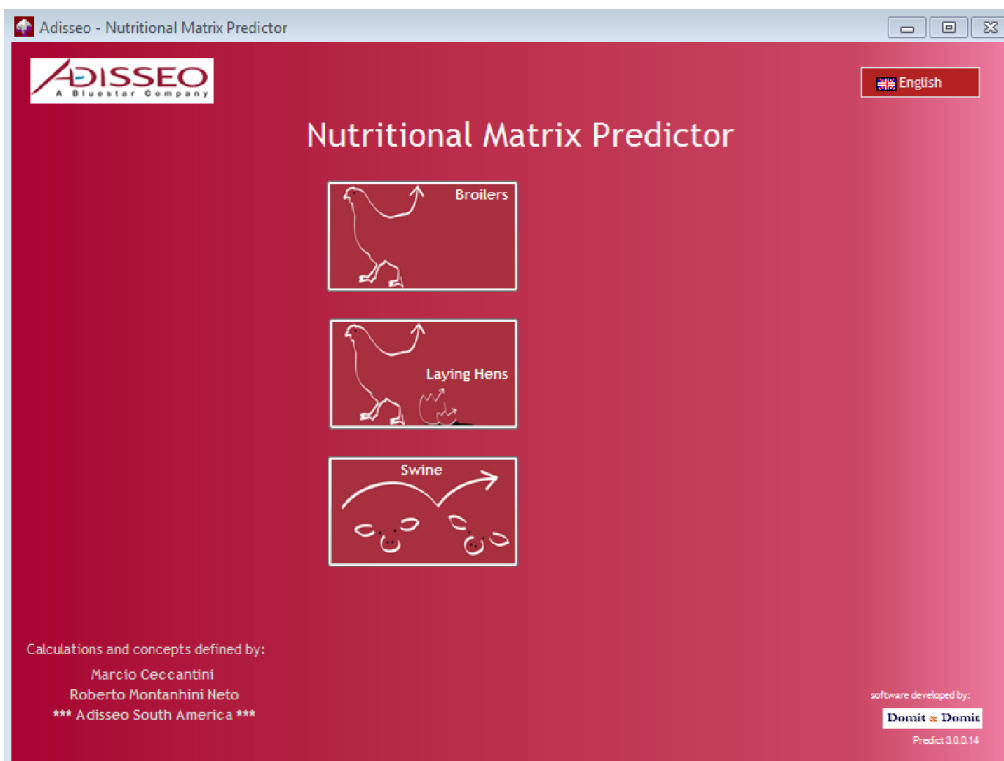 Adisseo - Nutritional Matrix Predictor
ADISSEO
A Bluestar Company
English
Nutritional Matrix Predictor
Broilers
Laying Hens
Swine
Calculations and concepts defined by:
Marcio Ceccantini
Roberto Montanhini Neto
*** Adisseo South America ***
software developed by:
Domit & Domit
Predict 3.0.0.14